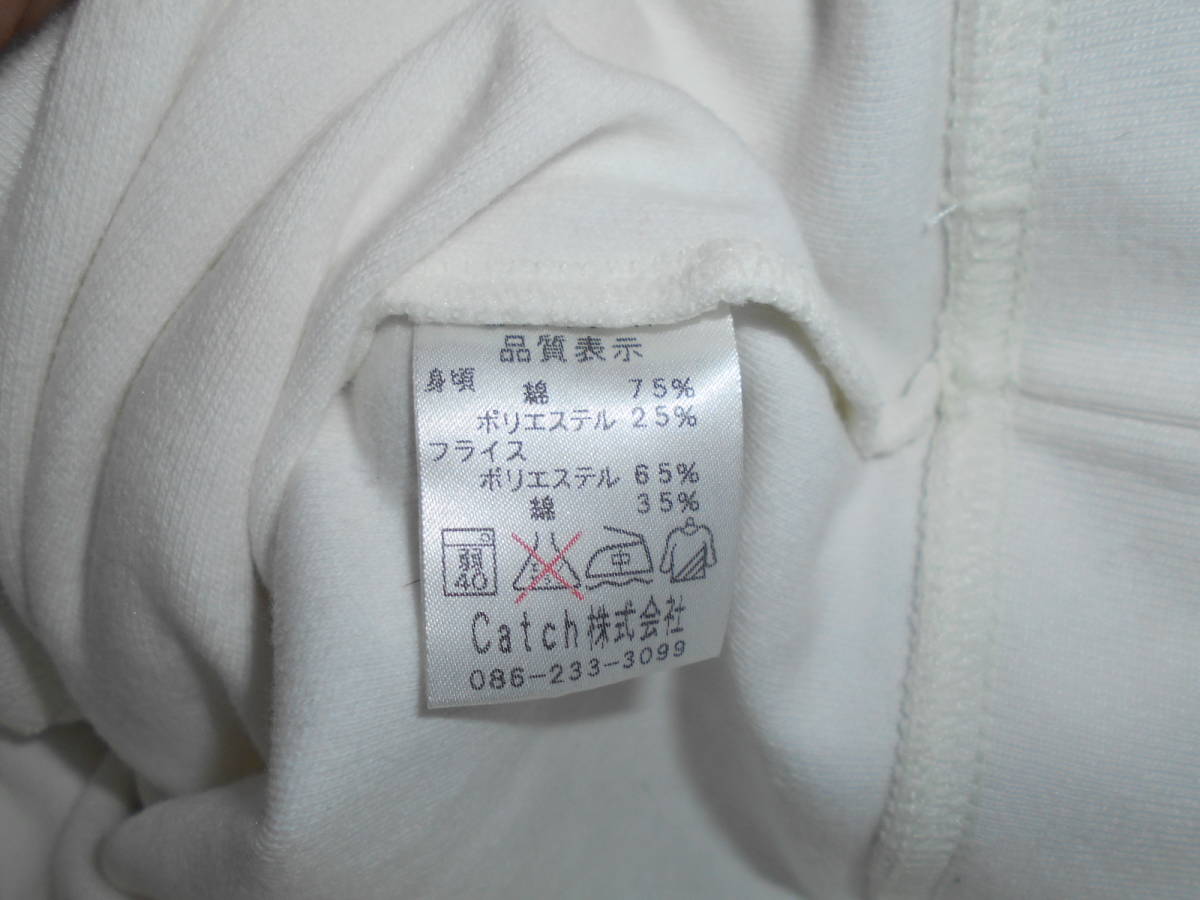 品質表示
身頃 綿 75%
ポリエステル 25%
フライス
ポリエステル 65%
綿 35%
弱 40 中
Catch株式会社
086-233-3099